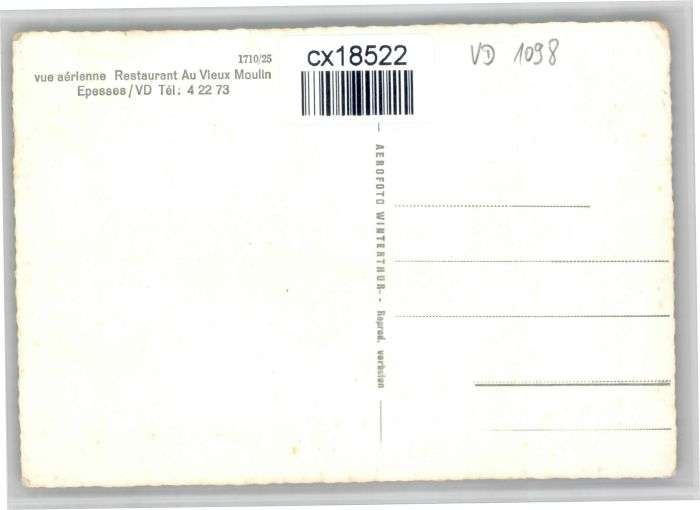 1710/25
vue aérienne Restaurant Au Vieux Moulin
Epesses/VD Tél: 4 22 73
cx18522
VD 1098
AEROFOTO WINTERTHUR-- Reprod. verboten